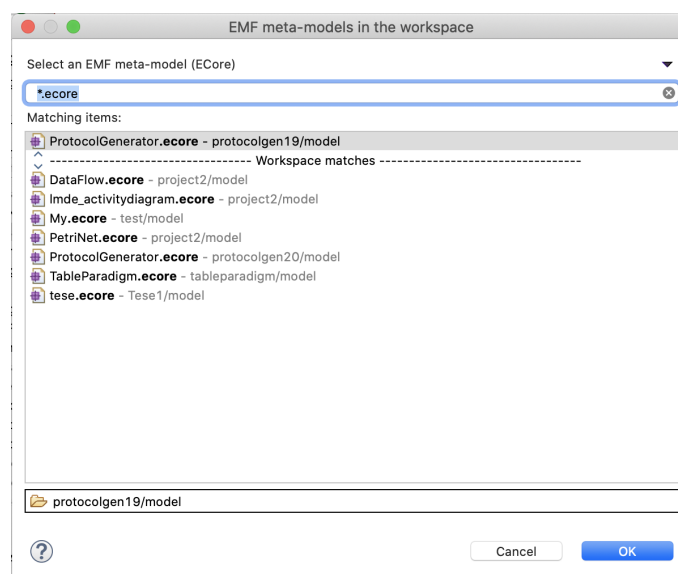 EMF meta-models in the workspace
Select an EMF meta-model (ECore)
*.ecore
Matching items:
ProtocolGenerator.ecore - protocolgen19/model
---------------------------------- Workspace matches ----------------------------------
DataFlow.ecore - project2/model
lmde_activitydiagram.ecore - project2/model
My.ecore - test/model
PetriNet.ecore - project2/model
ProtocolGenerator.ecore - protocolgen20/model
TableParadigm.ecore - tableparadigm/model
tese.ecore - Tese1/model
protocolgen19/model
?
Cancel
OK